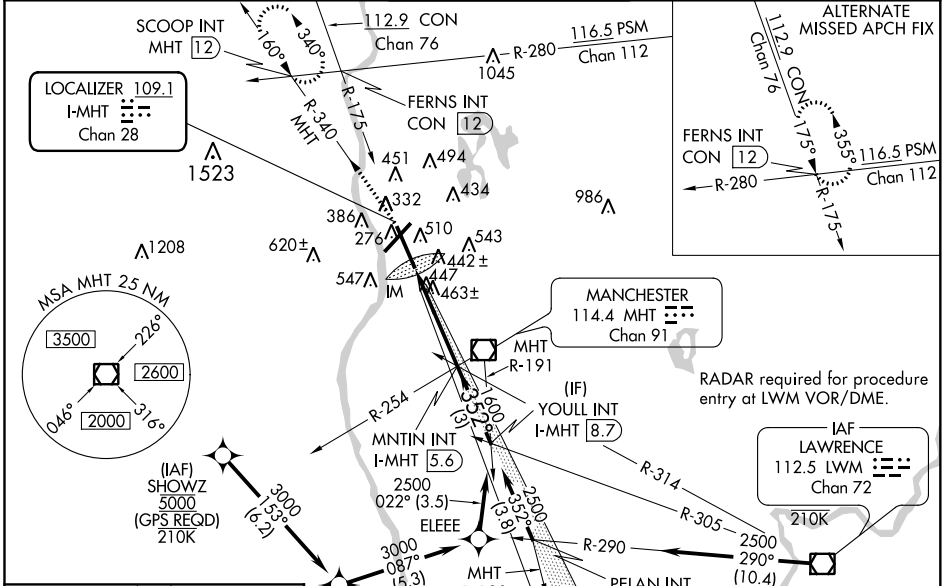 SCOOP INT
MHT 12
160°
340°
112.9 CON
Chan 76
R-280
116.5 PSM
Chan 112
1045
ALTERNATE
MISSED APCH FIX
112.9 CON
Chan 76
FERNS INT
CON 12
175°
355°
116.5 PSM
Chan 112
R-280
R-175
LOCALIZER 109.1
I-MHT
Chan 28
R-340
MHT
R-175
FERNS INT
CON 12
1523
451
494
332
434
386
276
510
986
543
1208
620±
442±
547
447
463±
IM
MSA MHT 25 NM
3500
226°
2600
046°
2000
316°
MANCHESTER
114.4 MHT
Chan 91
MHT
R-191
R-254
1600
352°
(3)
(IF)
YOULL INT
I-MHT 8.7
RADAR required for procedure
entry at LWM VOR/DME.
MNTIN INT
I-MHT 5.6
R-314
IAF
LAWRENCE
112.5 LWM
Chan 72
210K
(IAF)
SHOWZ
5000
(GPS REQD)
210K
3000
153°
(6.2)
2500
022° (3.5)
ELEEE
2500
352°
(3.8)
R-305
R-290
2500
290°
(10.4)
3000
087°
(5.3)
MHT
PELAN INT